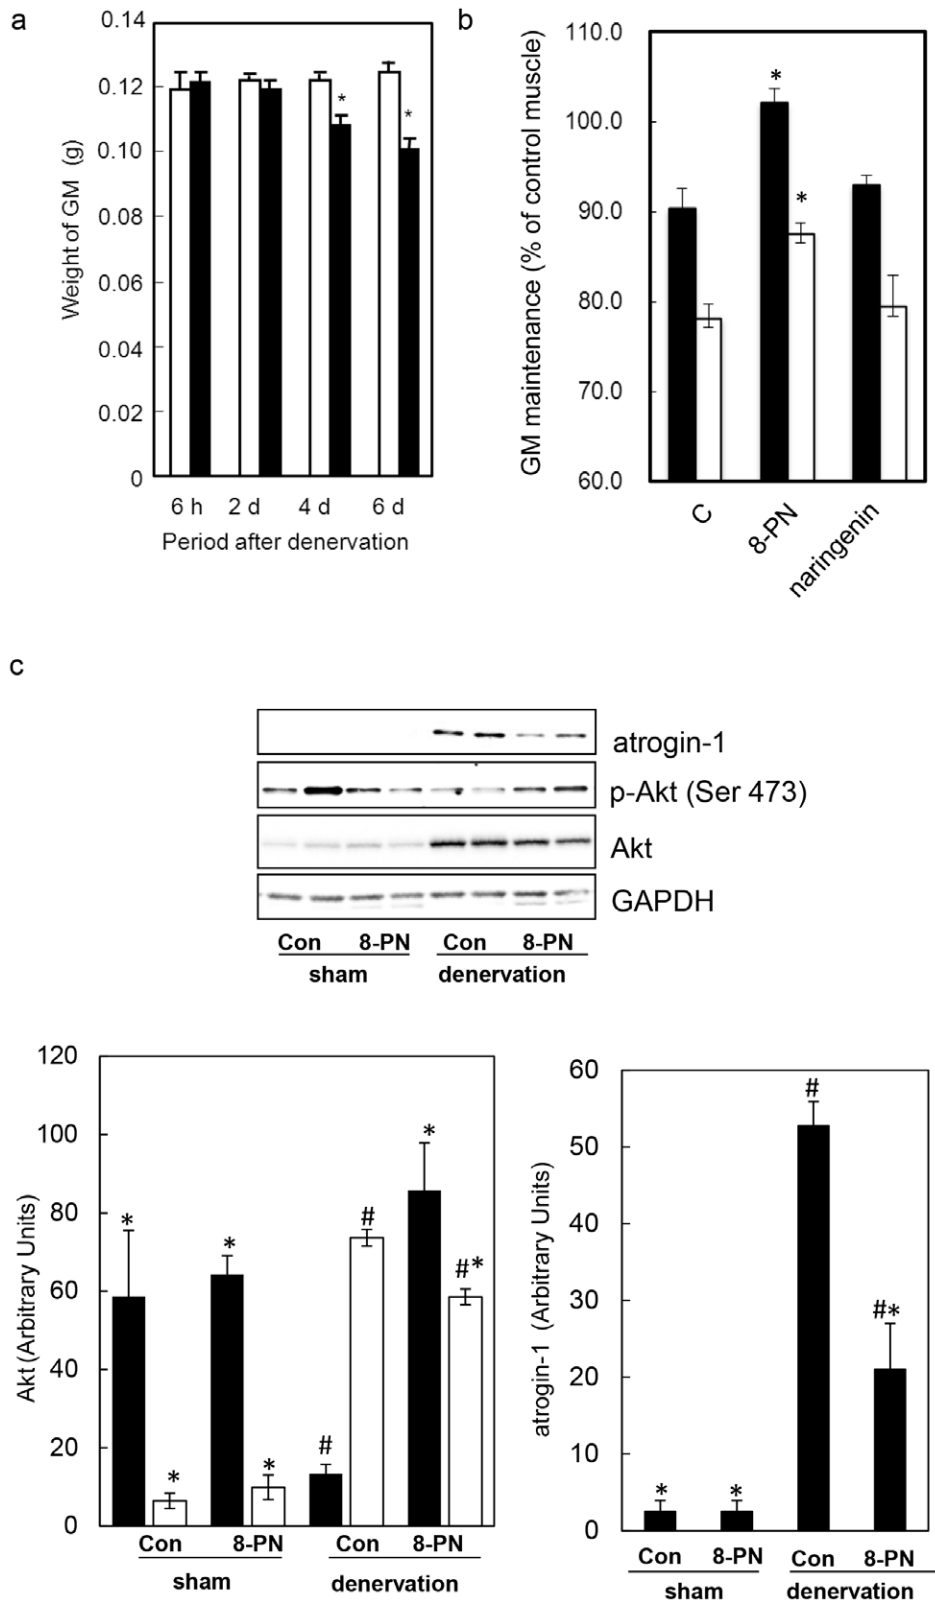 a
0.14
0.12
0.10
0.08
0.06
0.04
0.02
0
Weight of GM (g)
*
*
6 h 2 d 4 d 6 d
Period after denervation
b
110.0
100.0
90.0
80.0
70.0
60.0
GM maintenance (% of control muscle)
*
*
C
8-PN
naringenin
c
atrogin-1
p-Akt (Ser 473)
Akt
GAPDH
Con 8-PN Con 8-PN
sham denervation
120
100
80
60
40
20
0
Akt (Arbitrary Units)
*
*
*
*
#
#
*
#*
Con 8-PN Con 8-PN
sham denervation
60
50
40
30
20
10
0
atrogin-1 (Arbitrary Units)
*
*
#
#*
Con 8-PN Con 8-PN
sham denervation